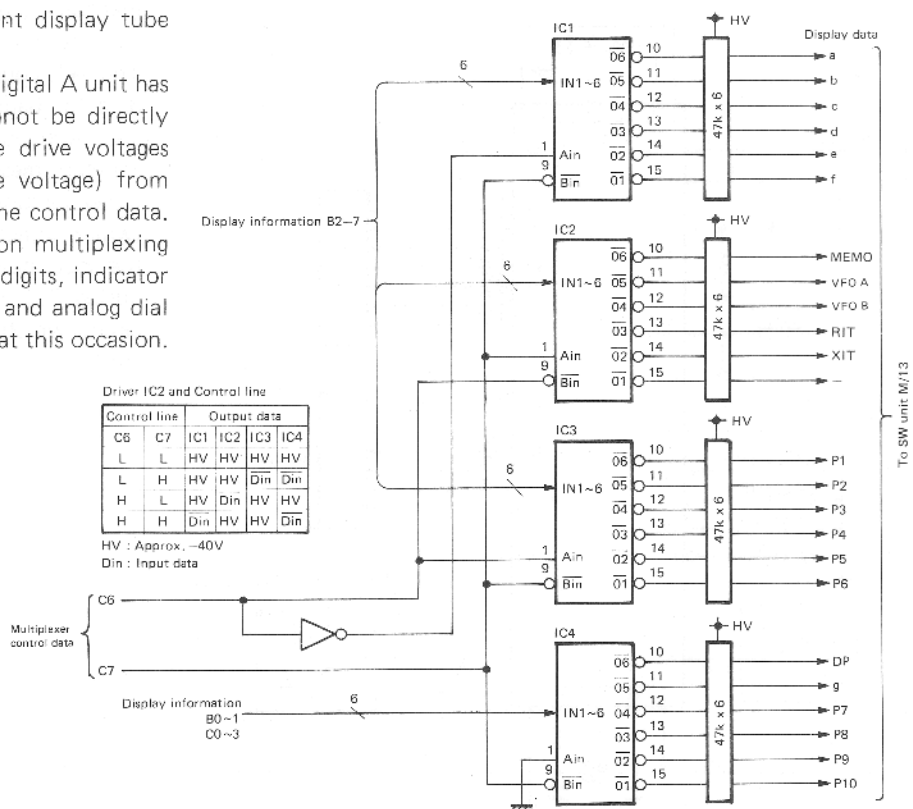 nt display tube
igital A unit has
not be directly
e drive voltages
e voltage) from
ne control data.
on multiplexing
digits, indicator
and analog dial
at this occasion.
Driver IC2 and Control line
Control line Output data
C6 C7 IC1 IC2 IC3 IC4
L L HV HV HV HV
L H HV HV Din Din
H L HV Din HV HV
H H Din HV HV Din
HV : Approx. –40V
Din : Input data
Multiplexer
control data
C6
C7
Display information B2–7
Display information
B0~1
C0~3
6
IC1
IN1~6
1 Ain
9 Bin
06 10
05 11
04 12
03 13
02 14
01 15
47k x 6
HV
Display data
a
b
c
d
e
f
6
IC2
IN1~6
1 Ain
9 Bin
06 10
05 11
04 12
03 13
02 14
01 15
47k x 6
HV
MEMO
VFO A
VFO B
RIT
XIT
–
6
IC3
IN1~6
1 Ain
9 Bin
06 10
05 11
04 12
03 13
02 14
01 15
47k x 6
HV
P1
P2
P3
P4
P5
P6
6
IC4
IN1~6
1 Ain
9 Bin
06 10
05 11
04 12
03 13
02 14
01 15
47k x 6
HV
DP
g
P7
P8
P9
P10
To SW unit M/13